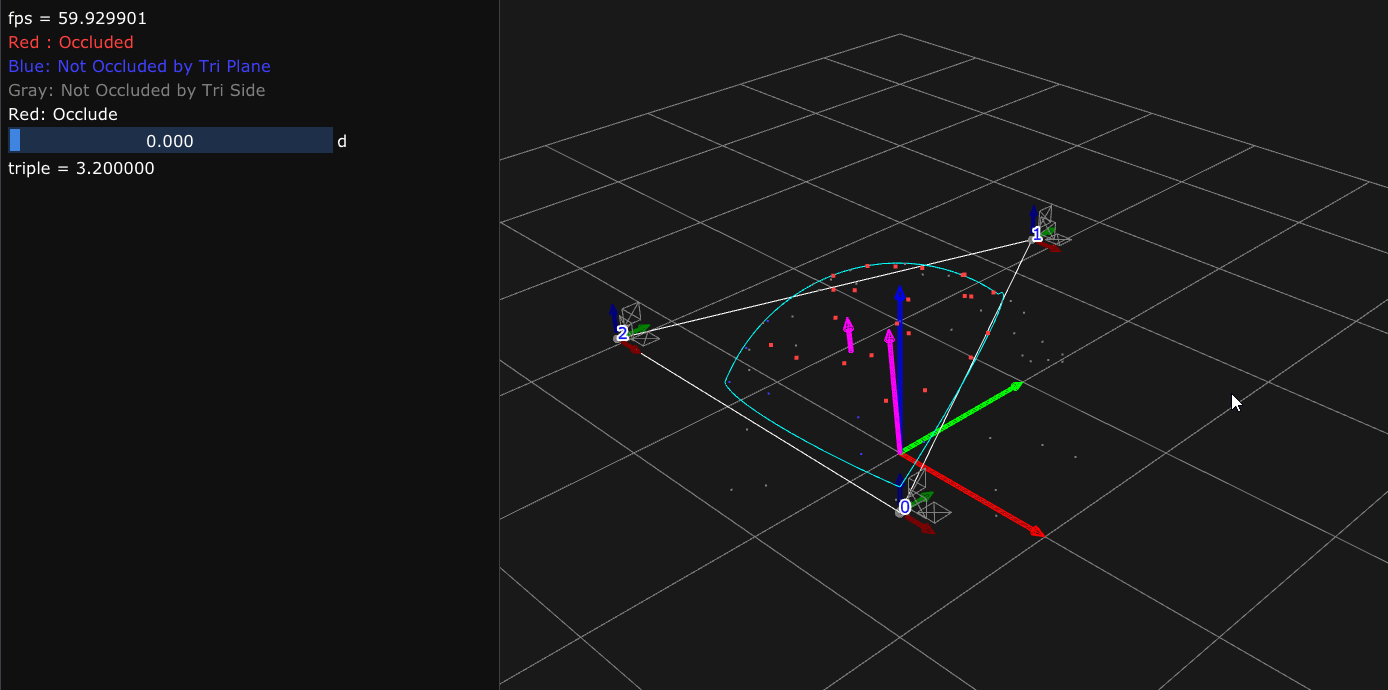 fps = 59.929901
Red : Occluded
Blue: Not Occluded by Tri Plane
Gray: Not Occluded by Tri Side
Red: Occlude
0.000 d
triple = 3.200000
1
2
0